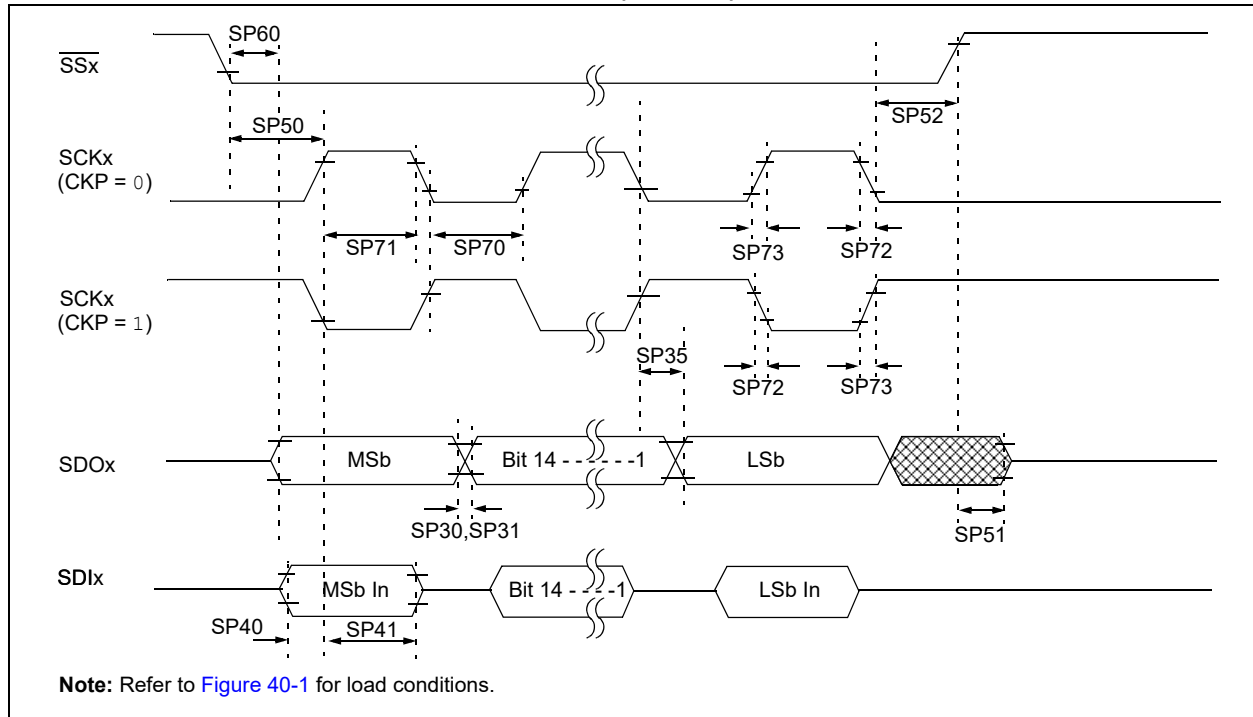 SP60
SSx
SP50
SP52
SCKx
(CKP = 0)
SP71
SP70
SP73
SP72
SCKx
(CKP = 1)
SP35
SP72
SP73
SDOx
MSb
Bit 14 - - - - - - -1
LSb
SP30,SP31
SP51
SDIx
MSb In
Bit 14 - - - - -1
LSb In
SP40
SP41
Note: Refer to Figure 40-1 for load conditions.